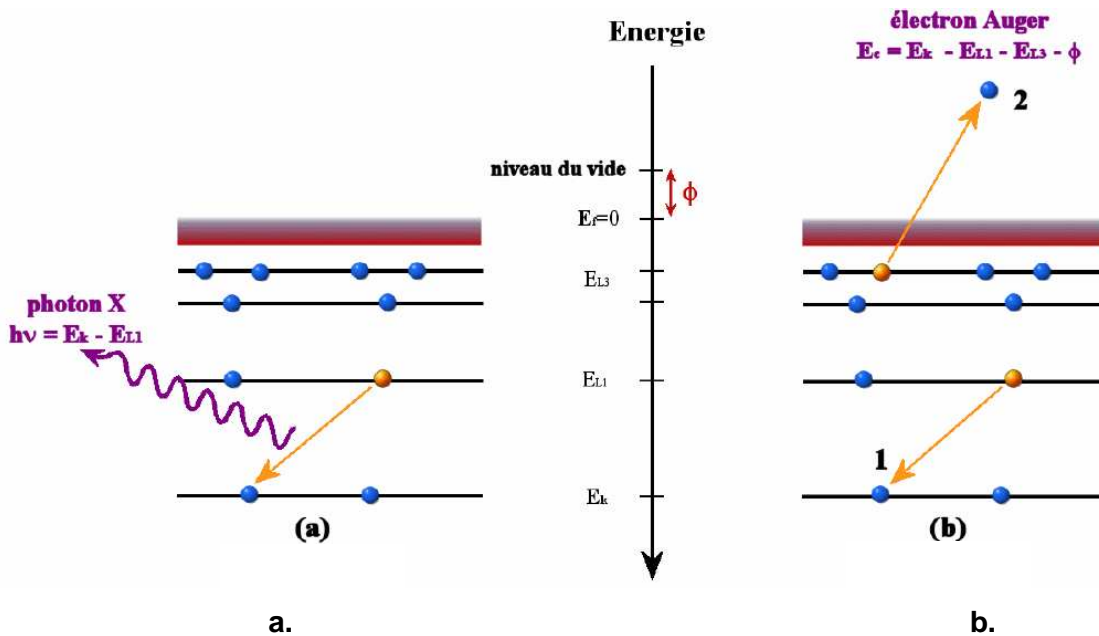 électron Auger
Ec = Ek - EL1 - EL3 - ϕ
Energie
2
niveau du vide
ϕ
Ef=0
EL3
photon X
hν = Ek - EL1
EL1
1
Ek
(a)
(b)
a.
b.